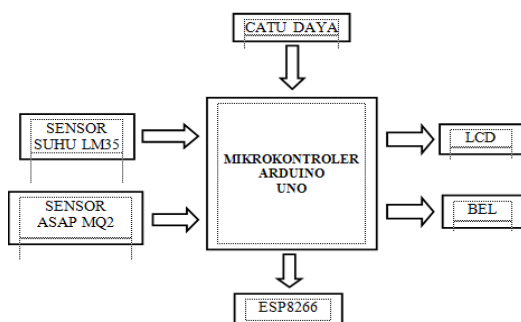 CATU DAYA
SENSOR
SUHU LM35
SENSOR
ASAP MQ2
MIKROKONTROLER
ARDUINO
UNO
LCD
BEL
ESP8266